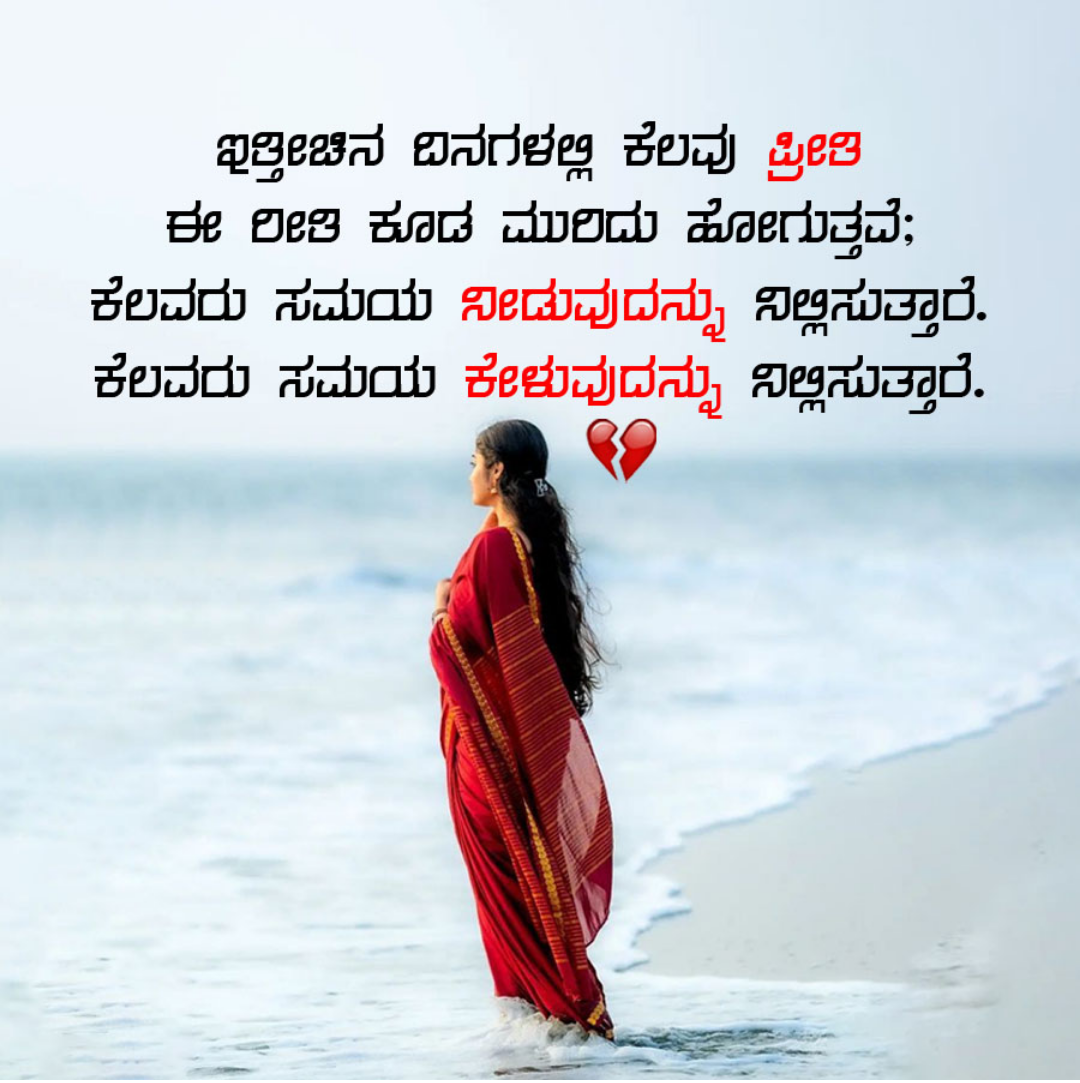 ಇತ್ತೀಚಿನ ದಿನಗಳಲ್ಲಿ ಕೆಲವು ಪ್ರೀತಿ
ಈ ರೀತಿ ಕೂಡ ಮುರಿದು ಹೋಗುತ್ತವೆ;
ಕೆಲವರು ಸಮಯ ನೀಡುವುದನ್ನು ನಿಲ್ಲಿಸುತ್ತಾರೆ.
ಕೆಲವರು ಸಮಯ ಕೇಳುವುದನ್ನು ನಿಲ್ಲಿಸುತ್ತಾರೆ.